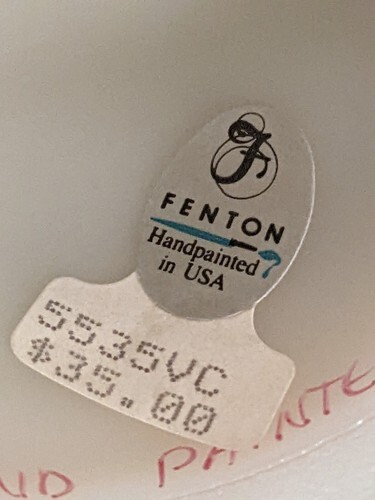 F
FENTON
Handpainted
in USA
5535VC
$35.00